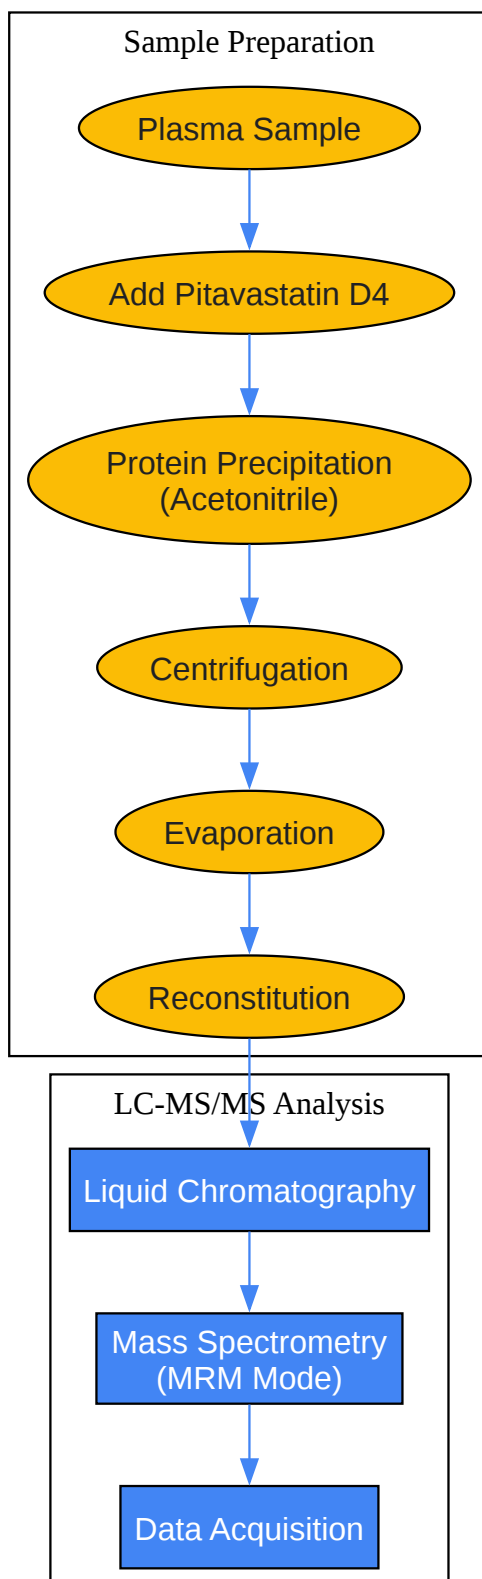 Sample Preparation
Plasma Sample
Add Pitavastatin D4
Protein Precipitation
(Acetonitrile)
Centrifugation
Evaporation
Reconstitution
LC-MS/MS Analysis
Liquid Chromatography
Mass Spectrometry
(MRM Mode)
Data Acquisition